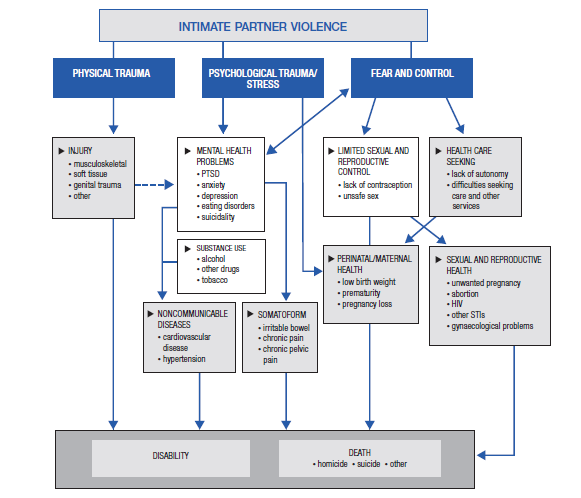 INTIMATE PARTNER VIOLENCE
PHYSICAL TRAUMA
PSYCHOLOGICAL TRAUMA/
STRESS
FEAR AND CONTROL
▶ INJURY
• musculoskeletal
• soft tissue
• genital trauma
• other
▶ MENTAL HEALTH
PROBLEMS
• PTSD
• anxiety
• depression
• eating disorders
• suicidality
▶ LIMITED SEXUAL AND
REPRODUCTIVE
CONTROL
• lack of contraception
• unsafe sex
▶ HEALTH CARE
SEEKING
• lack of autonomy
• difficulties seeking
care and other
services
▶ SUBSTANCE USE
• alcohol
• other drugs
• tobacco
▶ PERINATAL/MATERNAL
HEALTH
• low birth weight
• prematurity
• pregnancy loss
▶ SEXUAL AND REPRODUCTIVE
HEALTH
• unwanted pregnancy
• abortion
• HIV
• other STIs
• gynaecological problems
▶ NONCOMMUNICABLE
DISEASES
• cardiovascular
disease
• hypertension
▶ SOMATOFORM
• irritable bowel
• chronic pain
• chronic pelvic
pain
DISABILITY
DEATH
• homicide • suicide • other